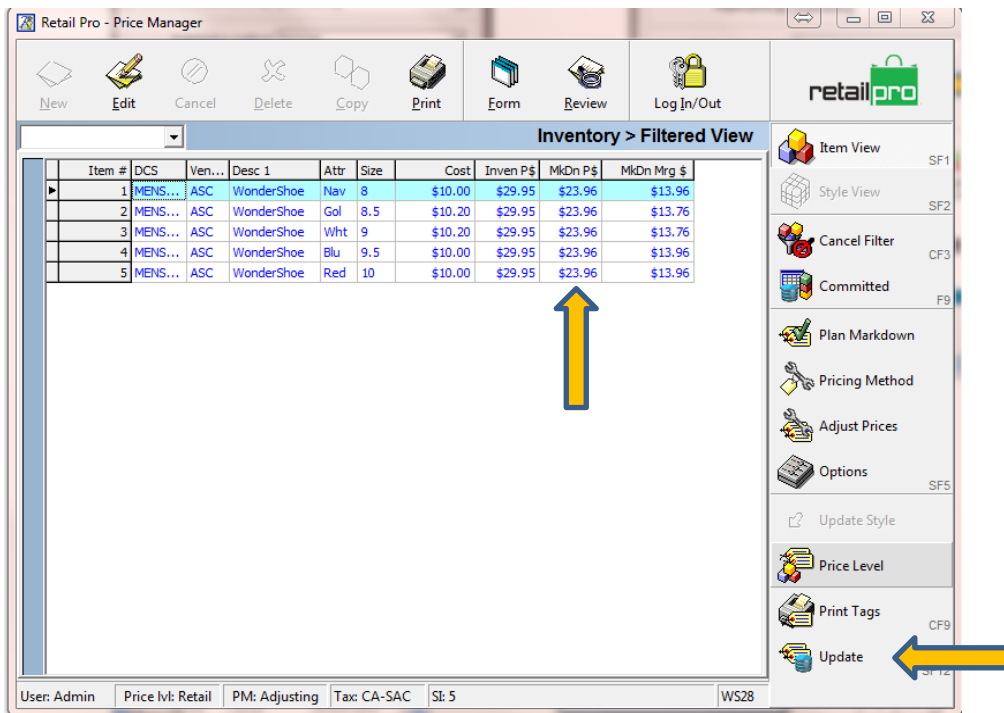 Retail Pro - Price Manager
New Edit Cancel Delete Copy Print Form Review Log In/Out
retail pro
Inventory > Filtered View
Item # DCS Ven... Desc 1 Attr Size Cost Inven P$ MkDn P$ MkDn Mrg $
1 MENS... ASC WonderShoe Nav 8 $10.00 $29.95 $23.96 $13.96
2 MENS... ASC WonderShoe Gol 8.5 $10.20 $29.95 $23.96 $13.76
3 MENS... ASC WonderShoe Wht 9 $10.20 $29.95 $23.96 $13.76
4 MENS... ASC WonderShoe Blu 9.5 $10.00 $29.95 $23.96 $13.96
5 MENS... ASC WonderShoe Red 10 $10.00 $29.95 $23.96 $13.96
Item View SF1
Style View SF2
Cancel Filter CF3
Committed F9
Plan Markdown
Pricing Method
Adjust Prices
Options SF5
Update Style
Price Level
Print Tags CF9
Update SF12
User: Admin Price lvl: Retail PM: Adjusting Tax: CA-SAC SI: 5 WS28